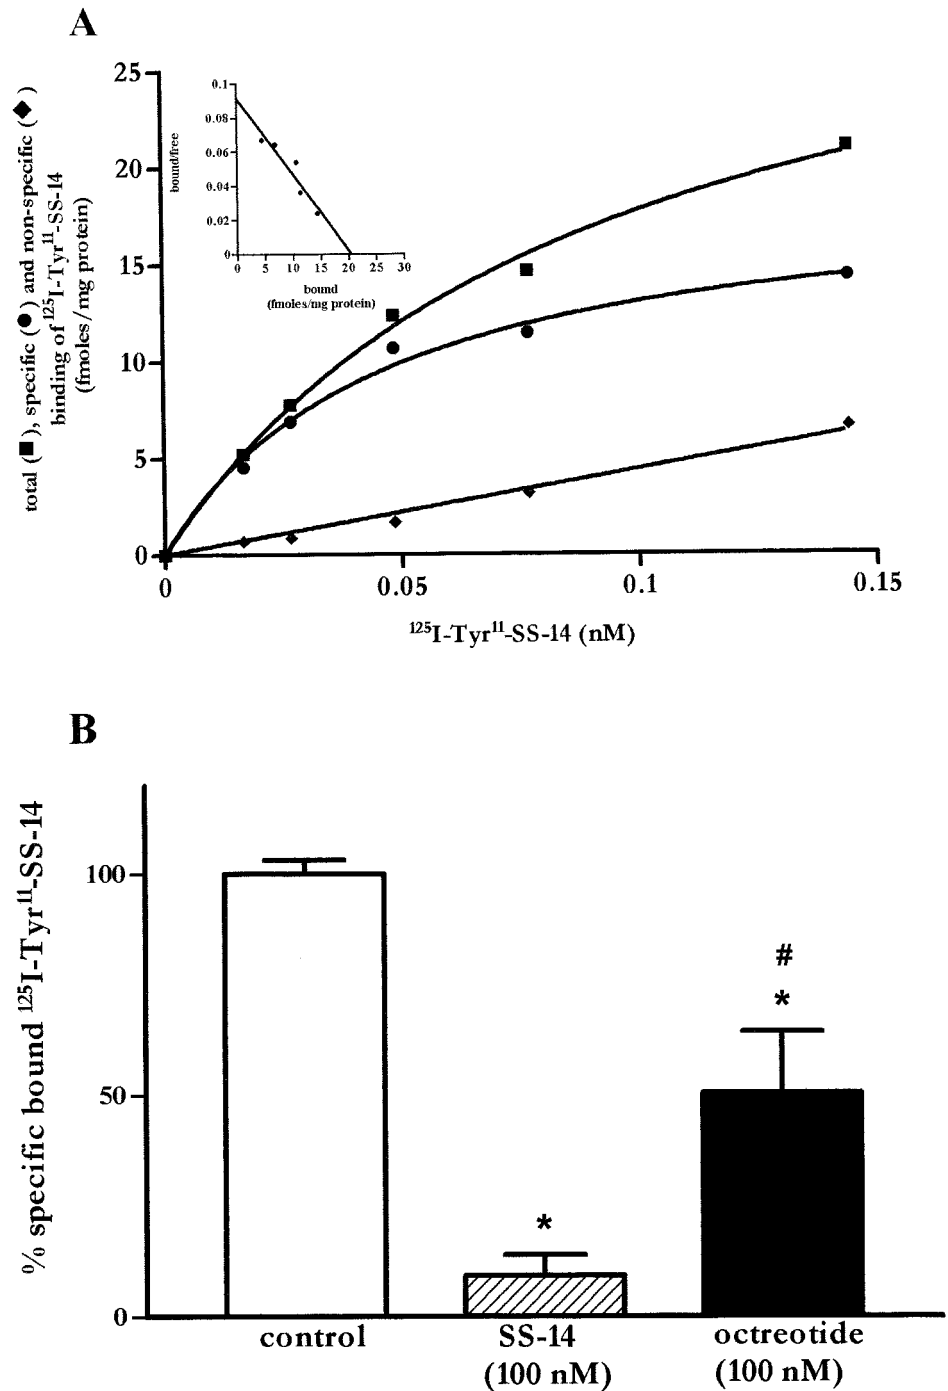 A
total (■), specific (●) and non-specific (◆)
binding of ¹²⁵I-Tyr¹¹-SS-14
(fmoles/mg protein)
25
20
15
10
5
0
0
0.05
0.1
0.15
¹²⁵I-Tyr¹¹-SS-14 (nM)
bound/free
0.1
0.08
0.06
0.04
0.02
0
0 5 10 15 20 25 30
bound
(fmoles/mg protein)
B
% specific bound ¹²⁵I-Tyr¹¹-SS-14
100
50
0
*
#
*
control
SS-14
(100 nM)
octreotide
(100 nM)